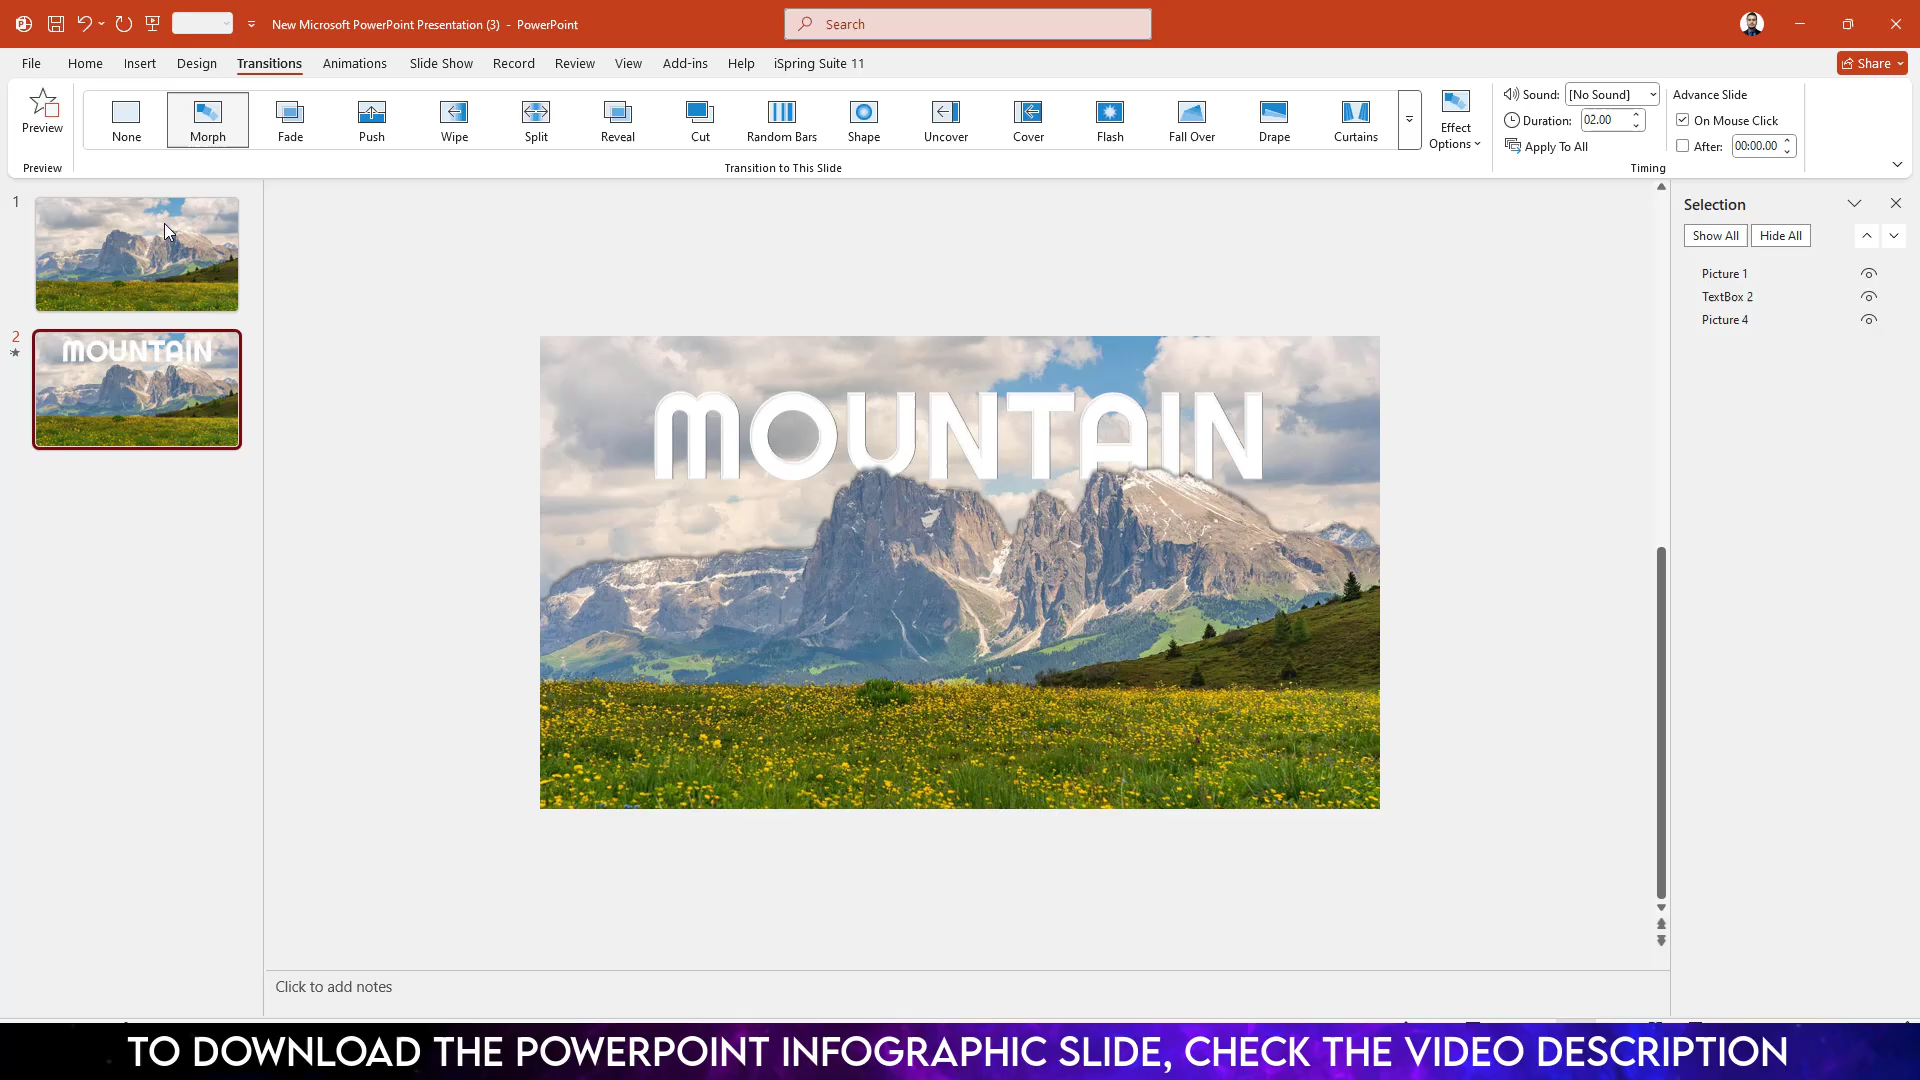 New Microsoft PowerPoint Presentation (3) - PowerPoint
Search
File Home Insert Design Transitions Animations Slide Show Record Review View Add-ins Help iSpring Suite 11
Share
Preview
None Morph Fade Push Wipe Split Reveal Cut Random Bars Shape Uncover Cover Flash Fall Over Drape Curtains
Effect Options
Sound: [No Sound]
Duration: 02.00
Apply To All
Advance Slide
On Mouse Click
After: 00:00.00
Preview
Transition to This Slide
Timing
1
2
MOUNTAIN
MOUNTAIN
Selection
Show All Hide All
Picture 1
TextBox 2
Picture 4
Click to add notes
TO DOWNLOAD THE POWERPOINT INFOGRAPHIC SLIDE, CHECK THE VIDEO DESCRIPTION